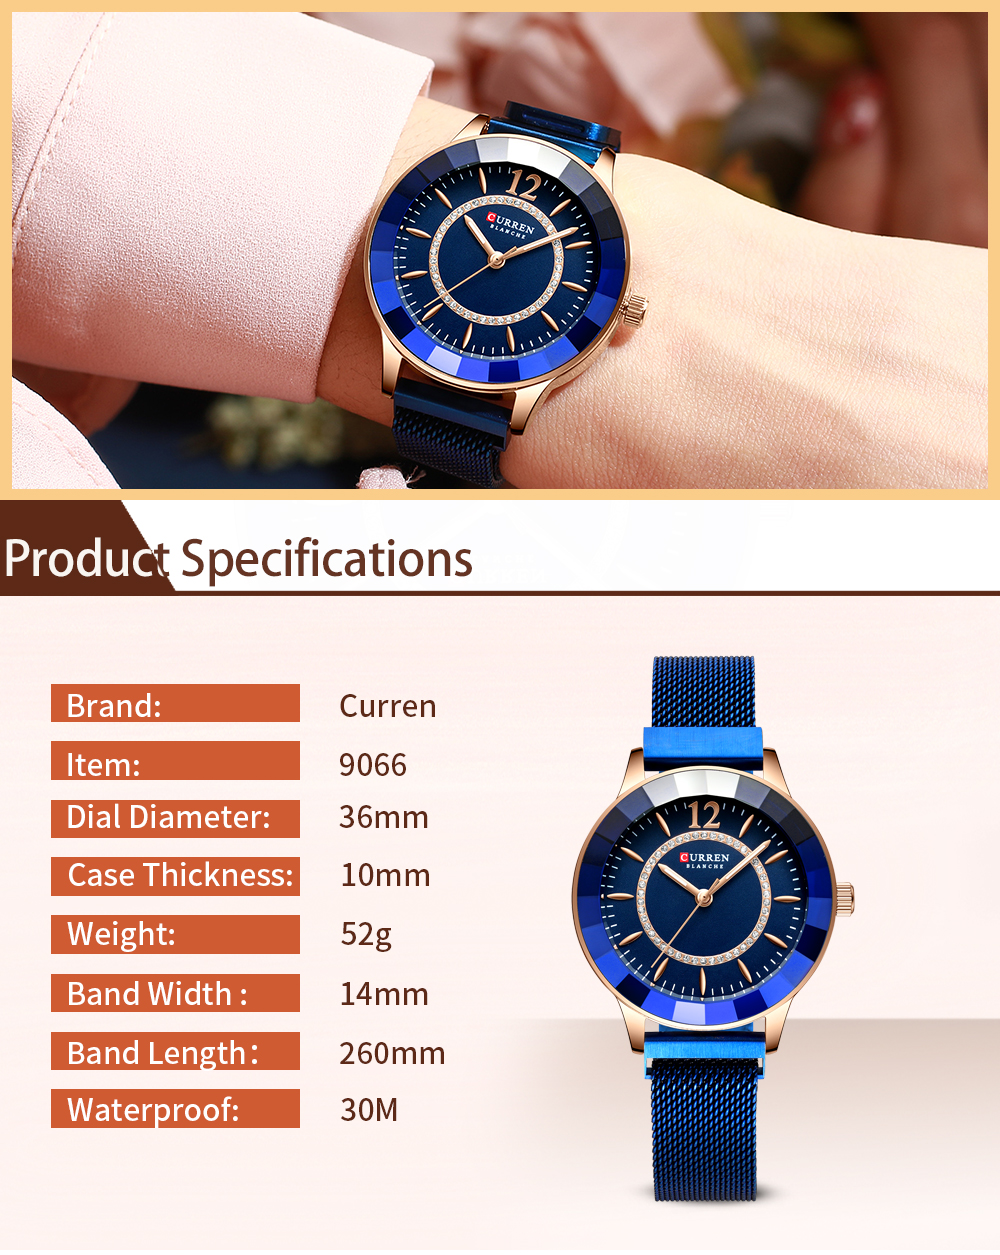 12
CURREN
BLANCHE
Product Specifications
Brand: Curren
Item: 9066
Dial Diameter: 36mm
Case Thickness: 10mm
Weight: 52g
Band Width : 14mm
Band Length: 260mm
Waterproof: 30M
12
CURREN
BLANCHE